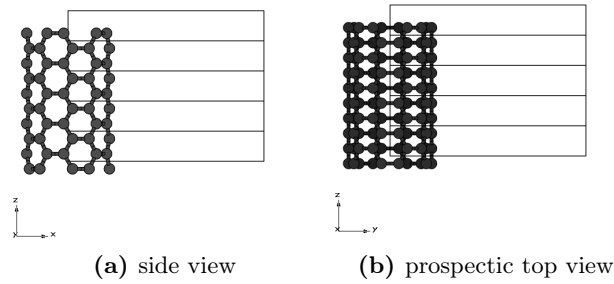 z
z
y x
x y
(a) side view
(b) prospectic top view